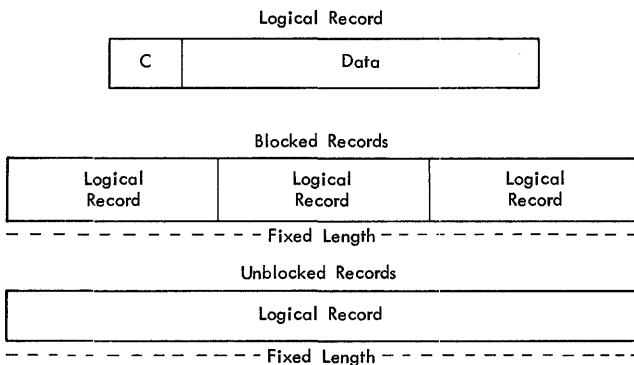 Logical Record
C Data
Blocked Records
Logical Record Logical Record Logical Record
Fixed Length
Unblocked Records
Logical Record
Fixed Length